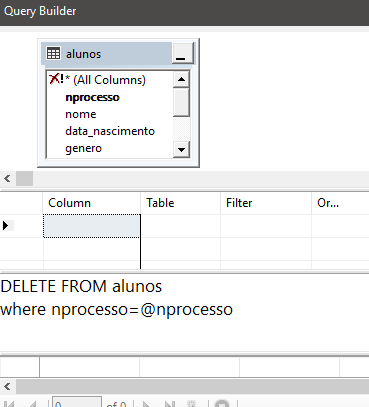 Query Builder
alunos
* (All Columns)
nprocesso
nome
data_nascimento
genero
Column Table Filter Or...
DELETE FROM alunos
where nprocesso=@nprocesso
0 of 0